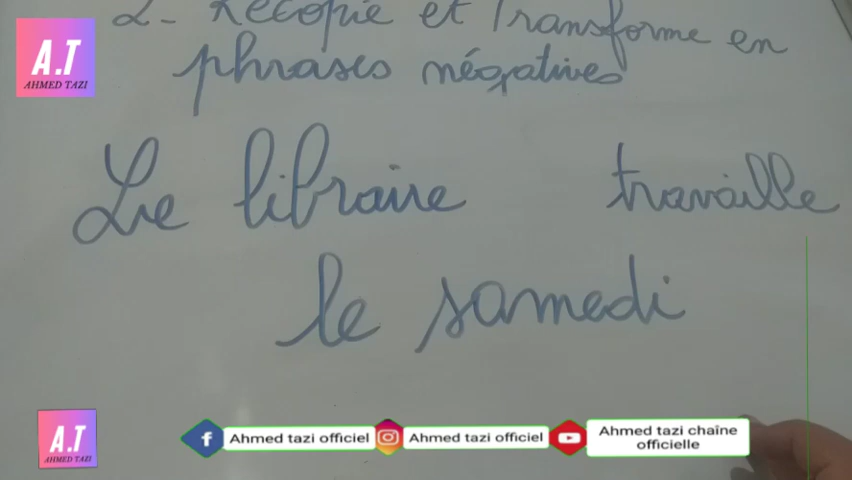 A.T
AHMED TAZI
2- Recopie et Transforme en
phrases négatives
Le libraire travaille
le samedi
A.T
AHMED TAZI
Ahmed tazi officiel
Ahmed tazi officiel
Ahmed tazi chaîne
officielle